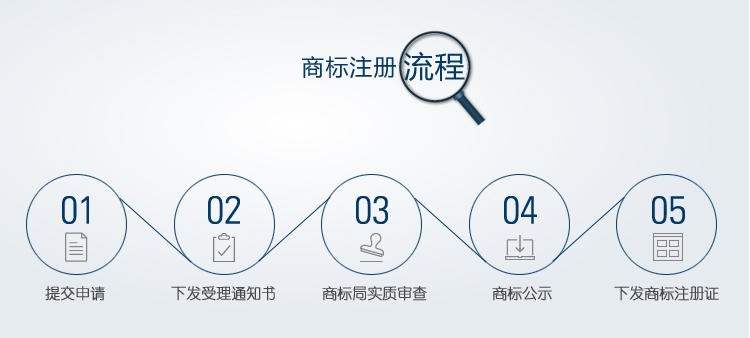 商标注册流程
01
02
03
04
05
提交申请
下发受理通知书
商标局实质审查
商标公示
下发商标注册证